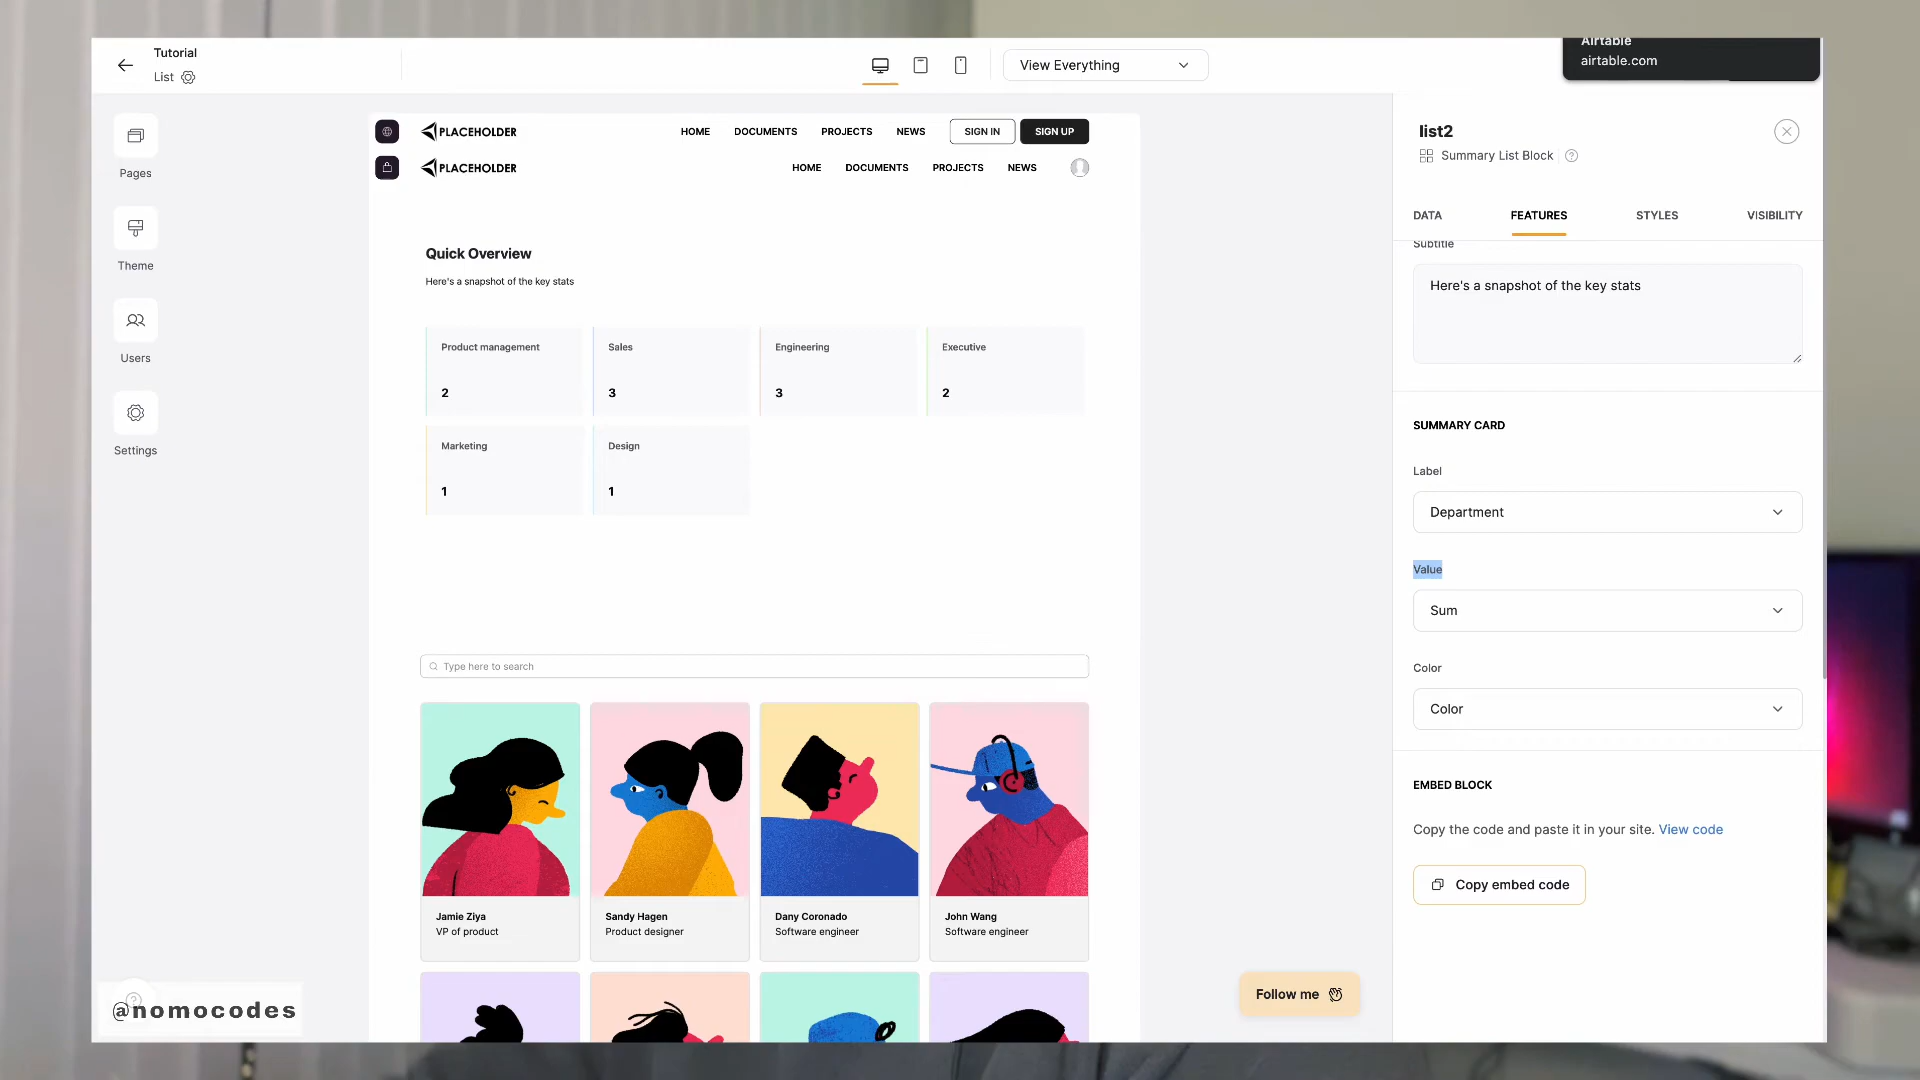 Tutorial
List
View Everything
Airtable
airtable.com
Pages
Theme
Users
Settings
PLACEHOLDER
HOME
DOCUMENTS
PROJECTS
NEWS
SIGN IN
SIGN UP
PLACEHOLDER
HOME
DOCUMENTS
PROJECTS
NEWS
Quick Overview
Here's a snapshot of the key stats
Product management
2
Sales
3
Engineering
3
Executive
2
Marketing
1
Design
1
Type here to search
Jamie Ziya
VP of product
Sandy Hagen
Product designer
Dany Coronado
Software engineer
John Wang
Software engineer
Follow me
@nomocodes
list2
Summary List Block
DATA
FEATURES
STYLES
VISIBILITY
Subtitle
Here's a snapshot of the key stats
SUMMARY CARD
Label
Department
Value
Sum
Color
Color
EMBED BLOCK
Copy the code and paste it in your site. View code
Copy embed code